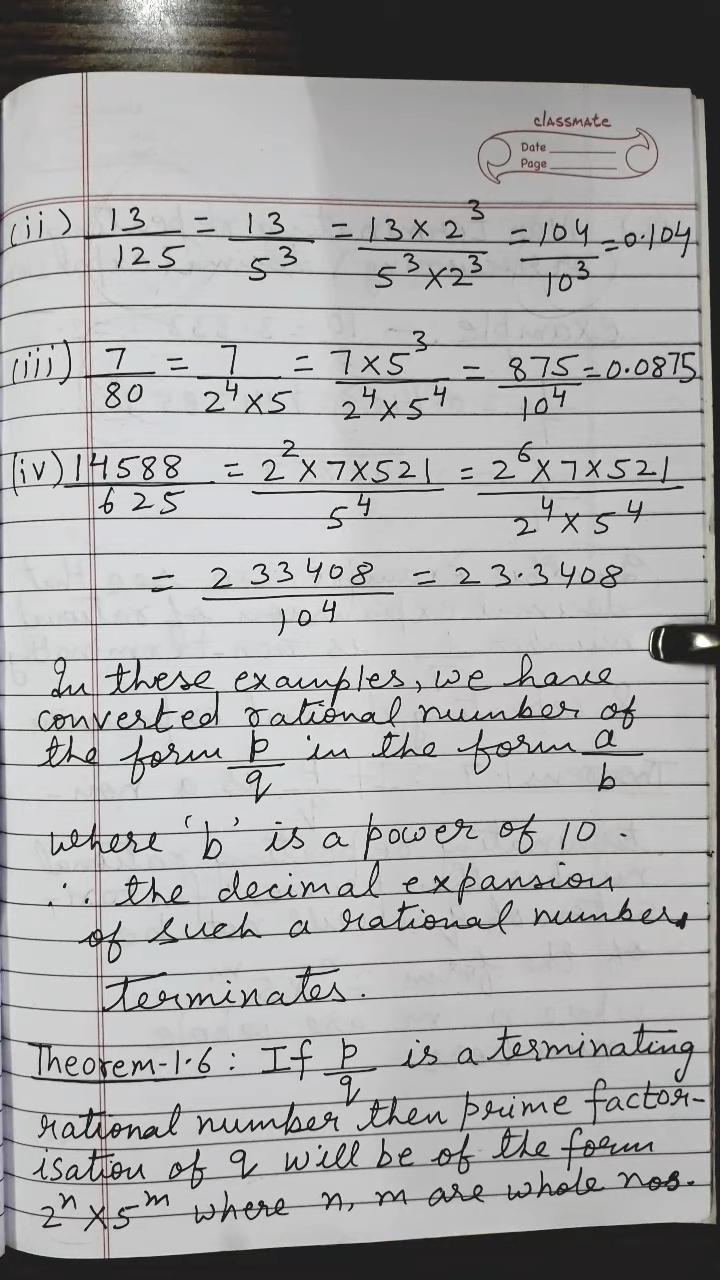 classmate
Date
Page
(ii) 13/125 = 13/5³ = 13×2³/5³×2³ = 104/10³ = 0.104
(iii) 7/80 = 7/2⁴×5 = 7×5³/2⁴×5⁴ = 875/10⁴ = 0.0875
(iv) 14588/625 = 2²×7×521/5⁴ = 2⁶×7×521/2⁴×5⁴
= 233408/10⁴ = 23.3408
In these examples, we have
converted rational number of
the form p/q in the form a/b
where 'b' is a power of 10.
∴ the decimal expansion
of such a rational number
terminates.
Theorem-1.6: If p/q is a terminating
rational number then prime factor-
isation of q will be of the form
2ⁿ×5ᵐ where n, m are whole nos.